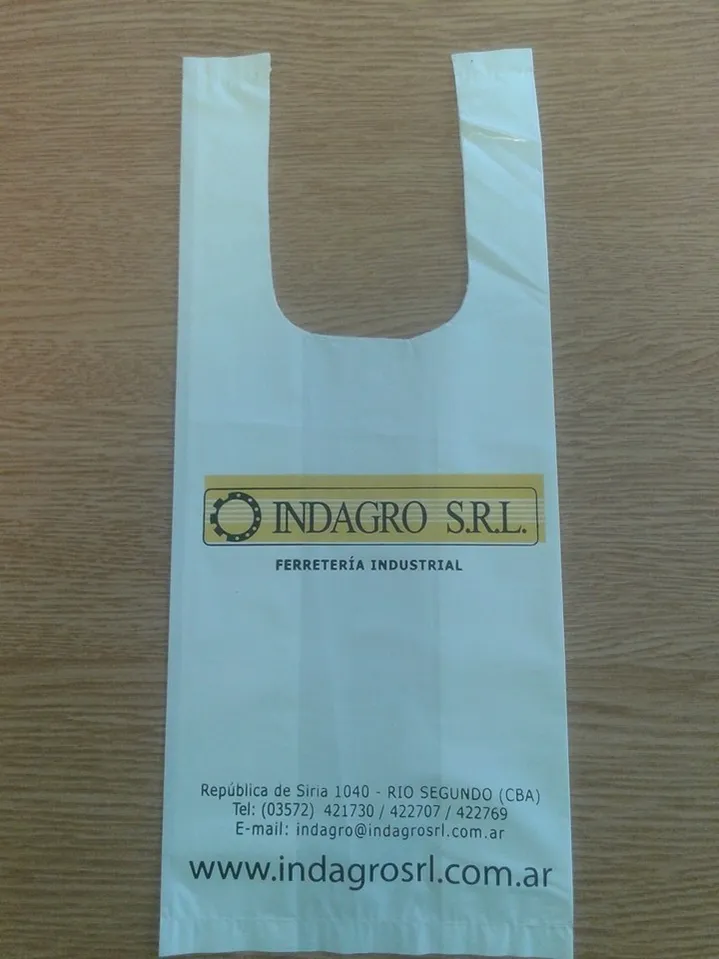 INDAGRO S.R.L.
FERRETERÍA INDUSTRIAL
República de Siria 1040 - RIO SEGUNDO (CBA)
Tel: (03572) 421730 / 422707 / 422769
E-mail: indagro@indagrosrl.com.ar
www.indagrosrl.com.ar